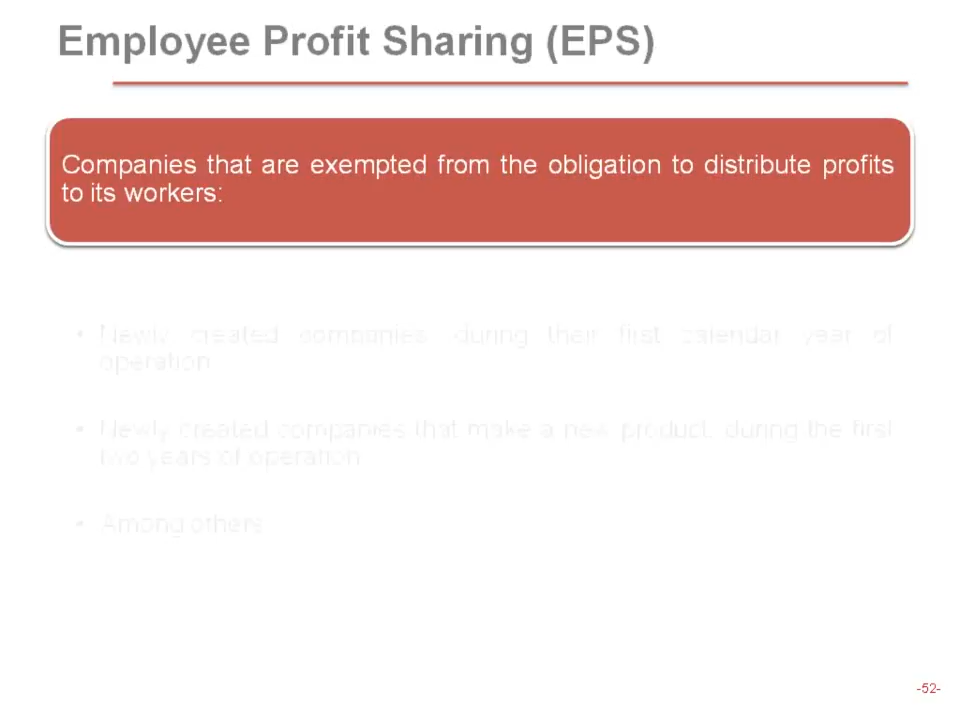 Employee Profit Sharing (EPS)
Companies that are exempted from the obligation to distribute profits
to its workers:
• Newly created companies, during their first calendar year of
operation
• Newly created companies that make a new product, during the first
two years of operation
• Among others
-52-